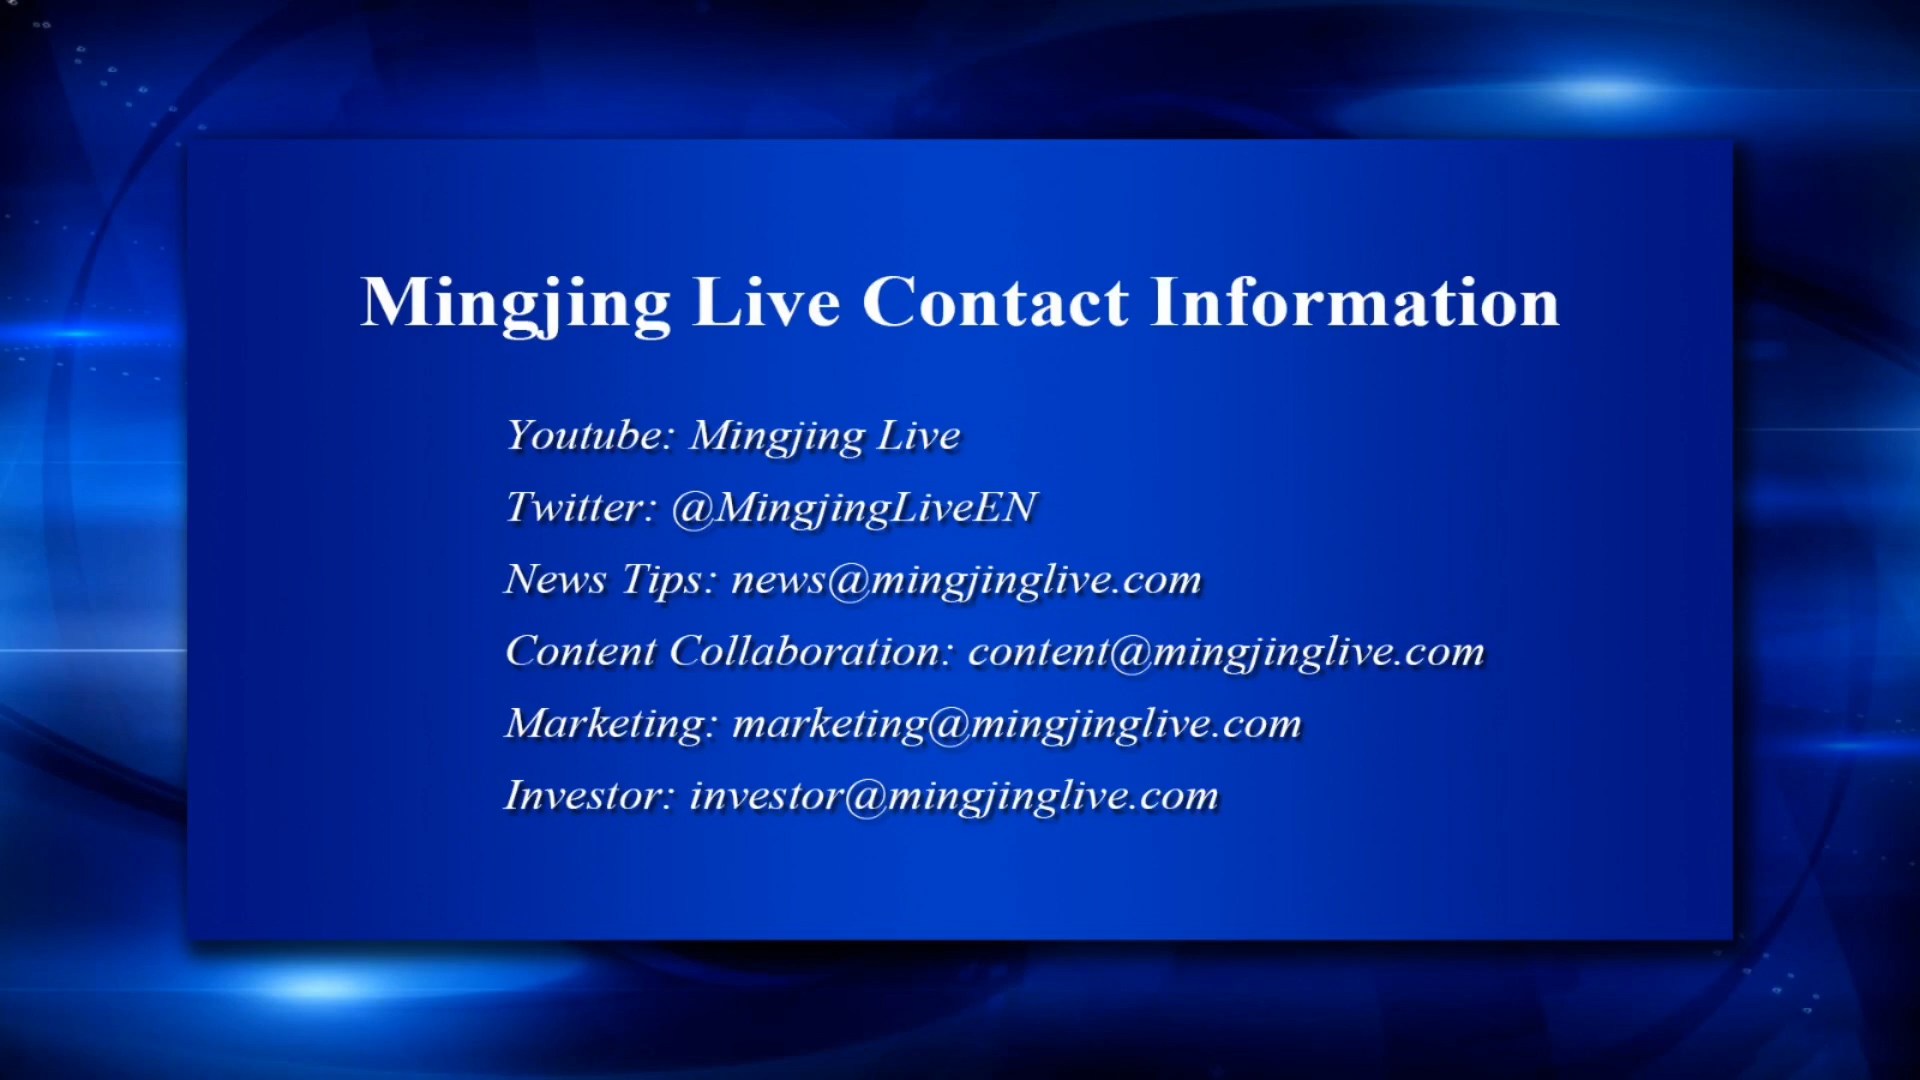 Mingjing Live Contact Information
Youtube: Mingjing Live
Twitter: @MingjingLiveEN
News Tips: news@mingjinglive.com
Content Collaboration: content@mingjinglive.com
Marketing: marketing@mingjinglive.com
Investor: investor@mingjinglive.com